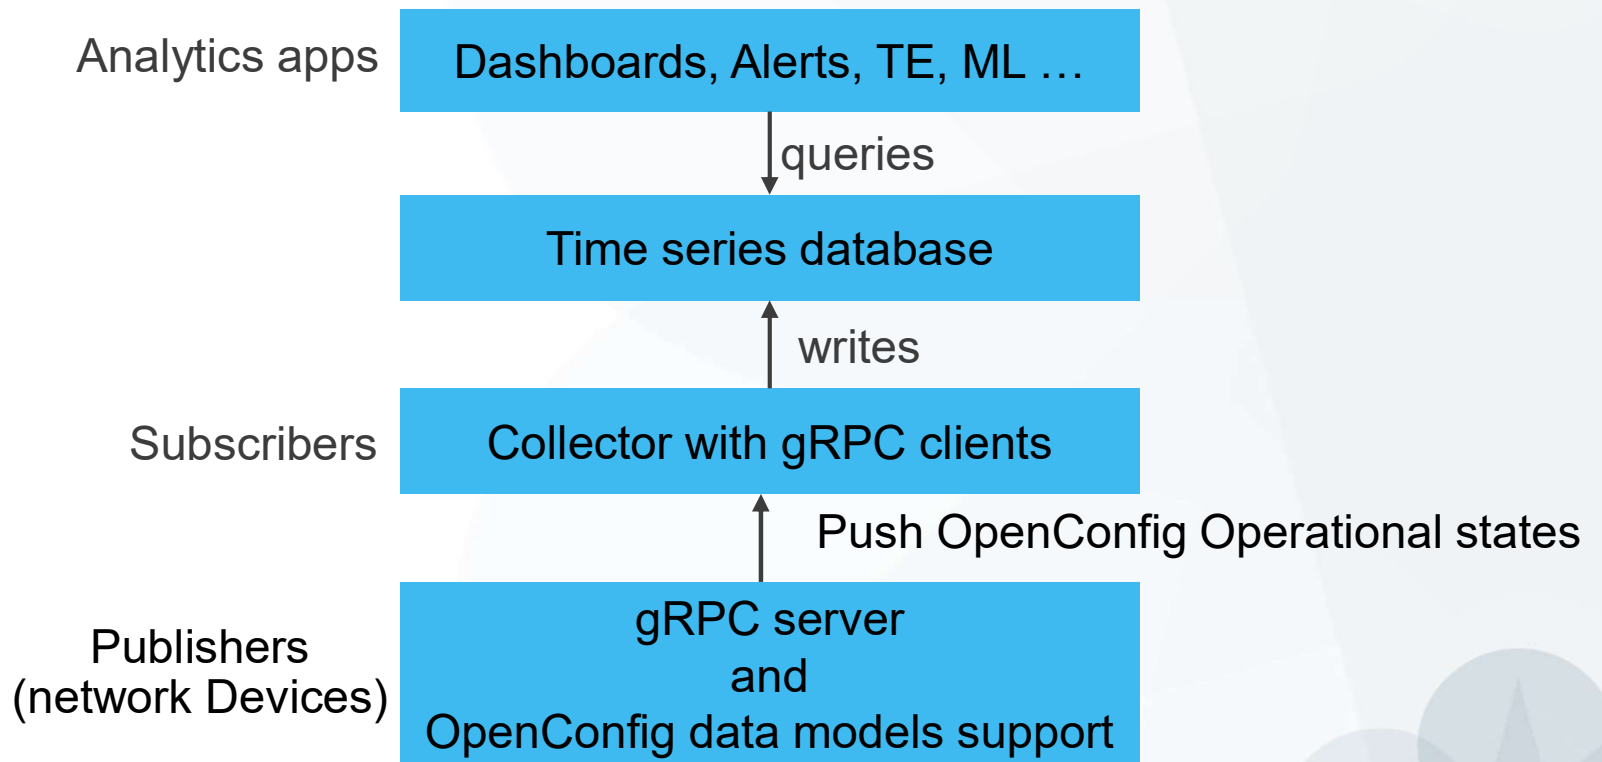 Analytics apps
Dashboards, Alerts, TE, ML …
queries
Time series database
writes
Subscribers
Collector with gRPC clients
Push OpenConfig Operational states
Publishers
(network Devices)
gRPC server
and
OpenConfig data models support